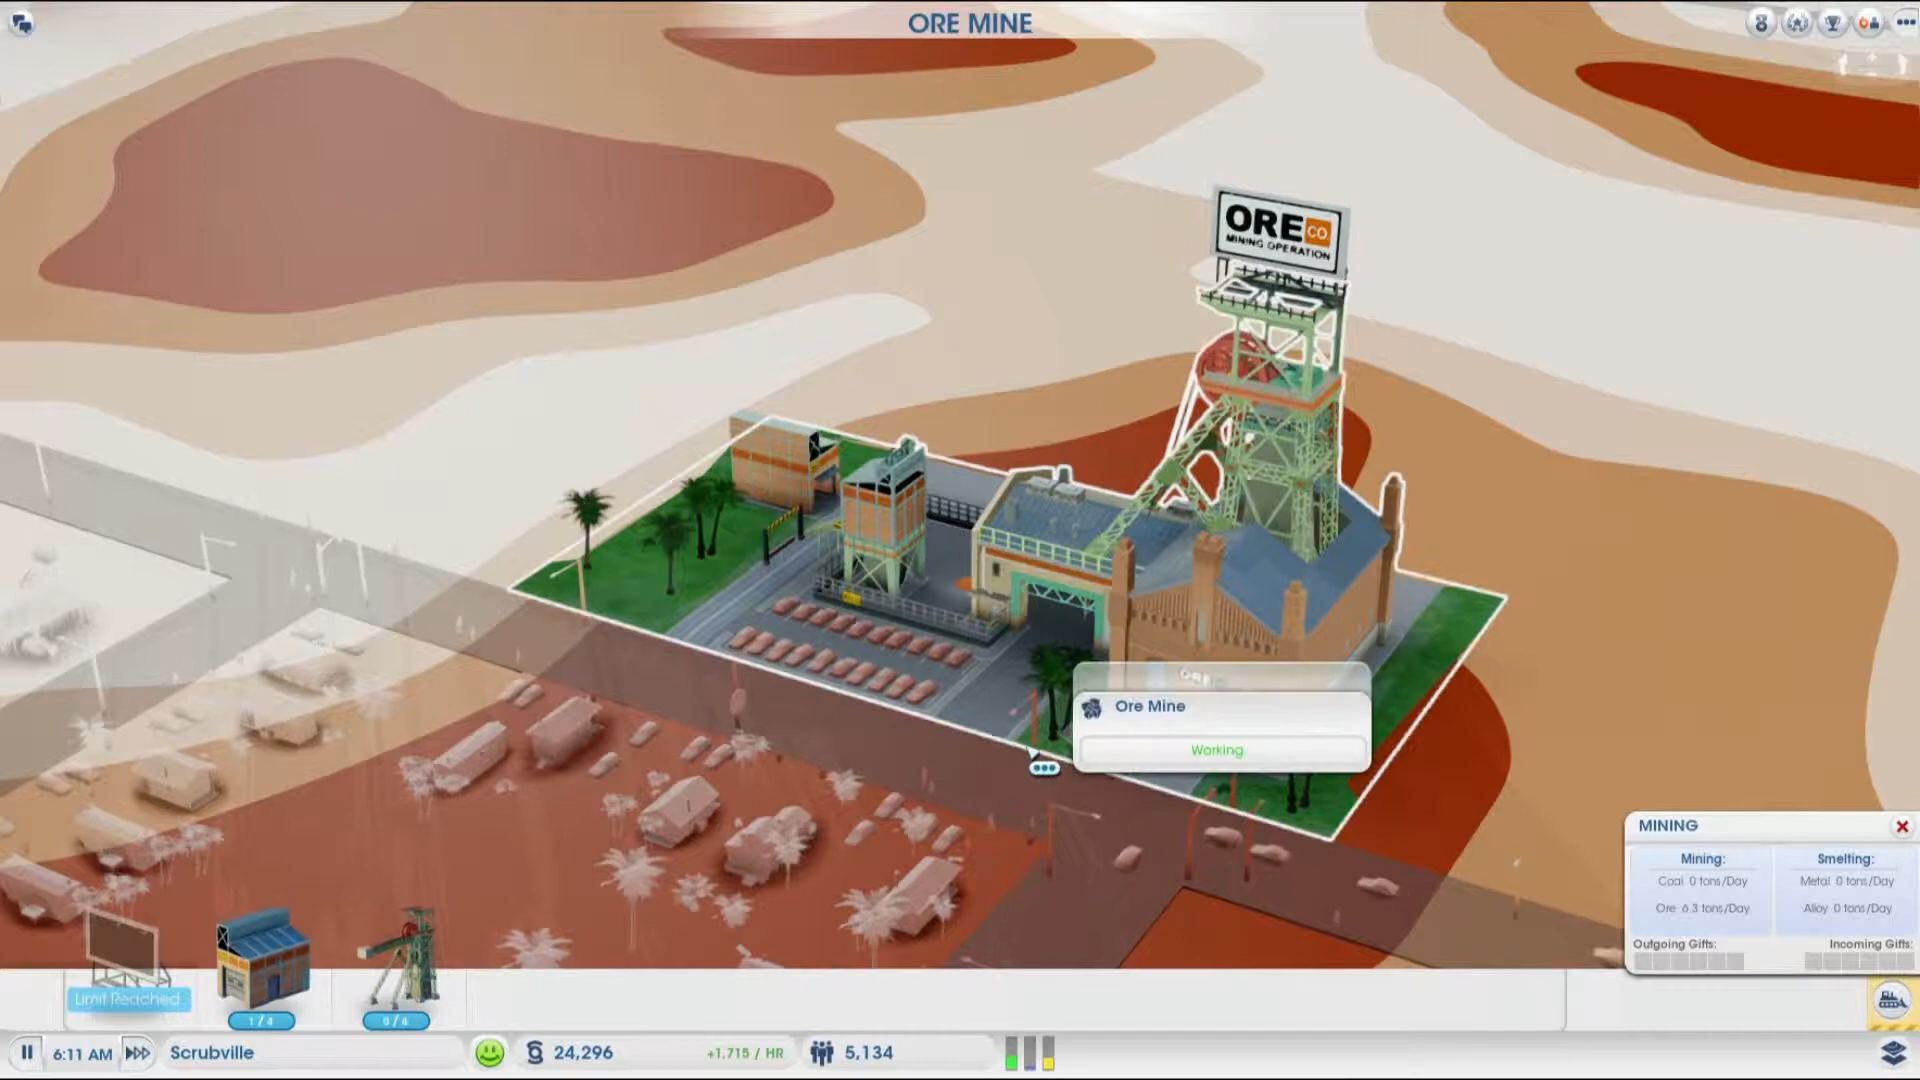 ORE MINE
ORE CO.
MINING OPERATION
Ore Mine
Working
MINING
Mining:
Smelting:
Coal 0 tons/Day
Metal 0 tons/Day
Ore 6.3 tons/Day
Alloy 0 tons/Day
Outgoing Gifts:
Incoming Gifts:
Limit Reached
1 / 4
0 / 4
6:11 AM
Scrubville
24,296
+1,715 / HR
5,134